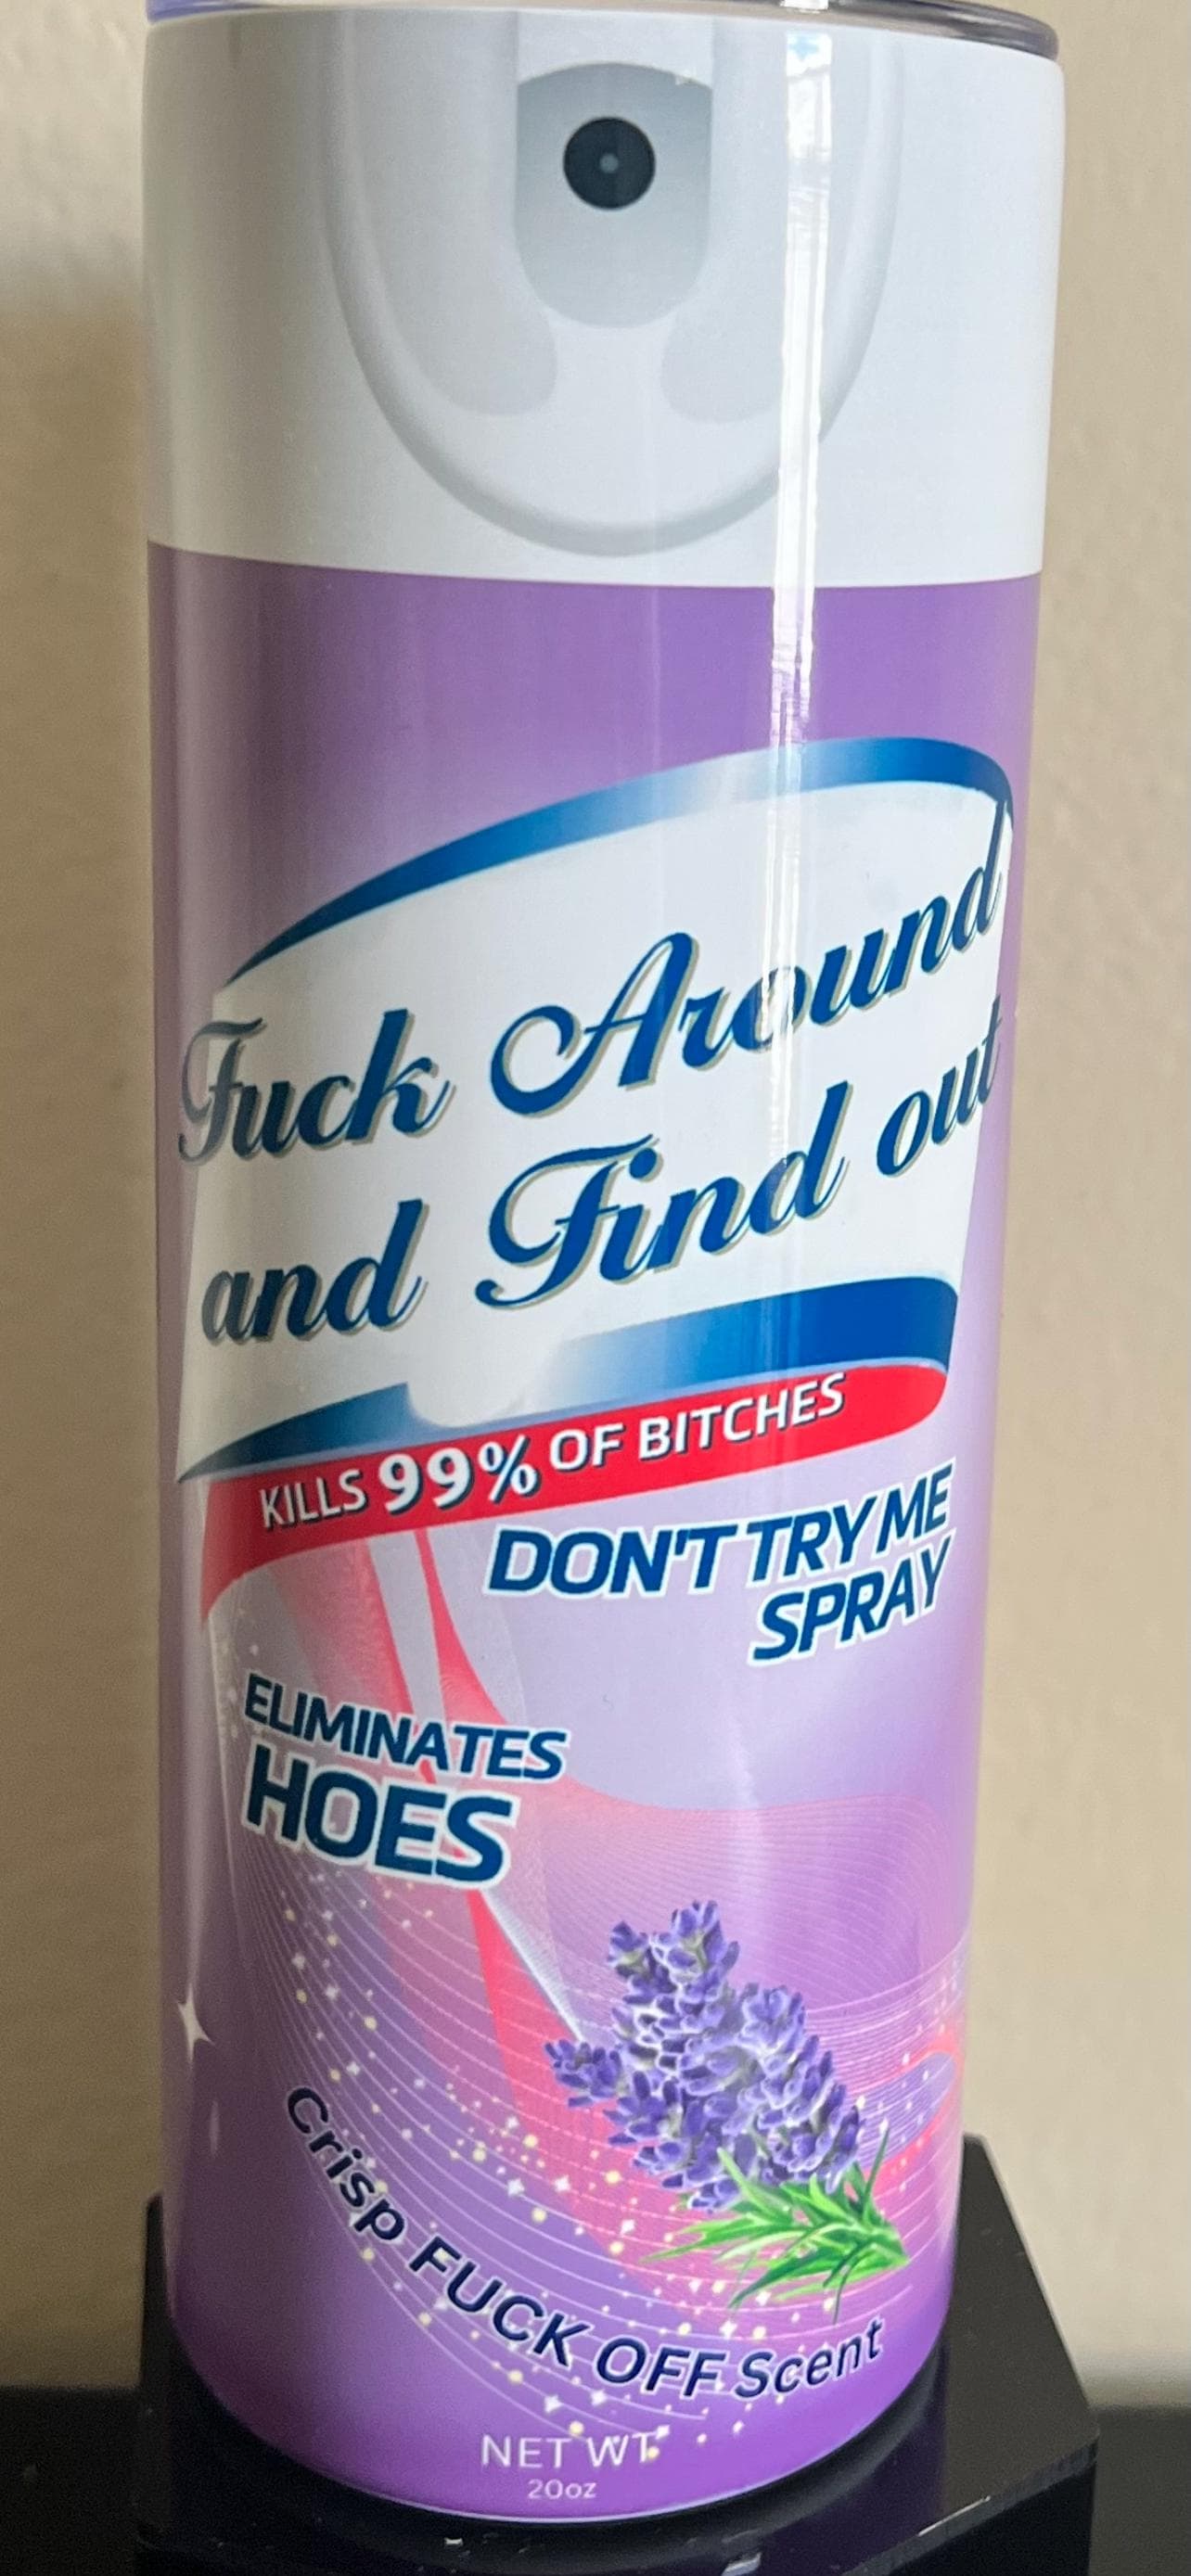 Fuck Around
and Find out
KILLS 99% OF BITCHES
DON'T TRY ME
SPRAY
ELIMINATES
HOES
Crisp FUCK OFF Scent
NET WT
20oz